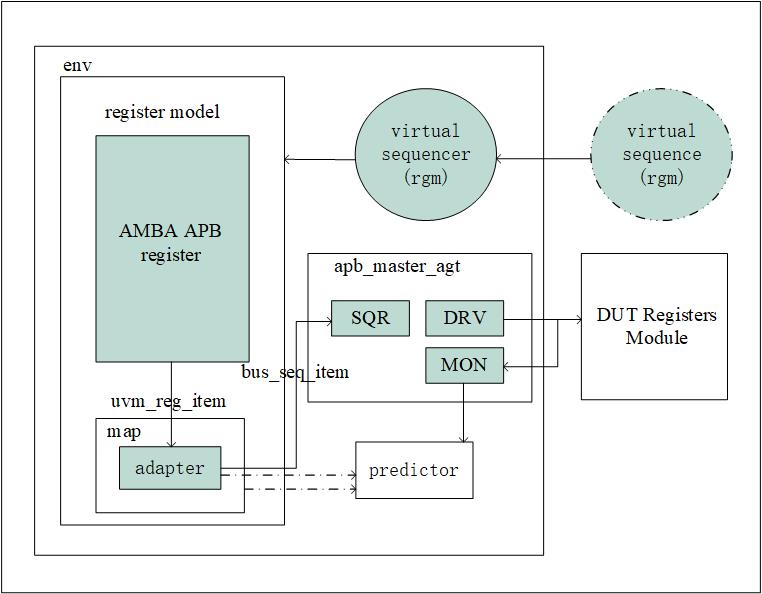 env
register model
AMBA APB
register
virtual
sequencer
(rgm)
virtual
sequence
(rgm)
apb_master_agt
SQR
DRV
MON
DUT Registers
Module
bus_seq_item
uvm_reg_item
map
adapter
predictor